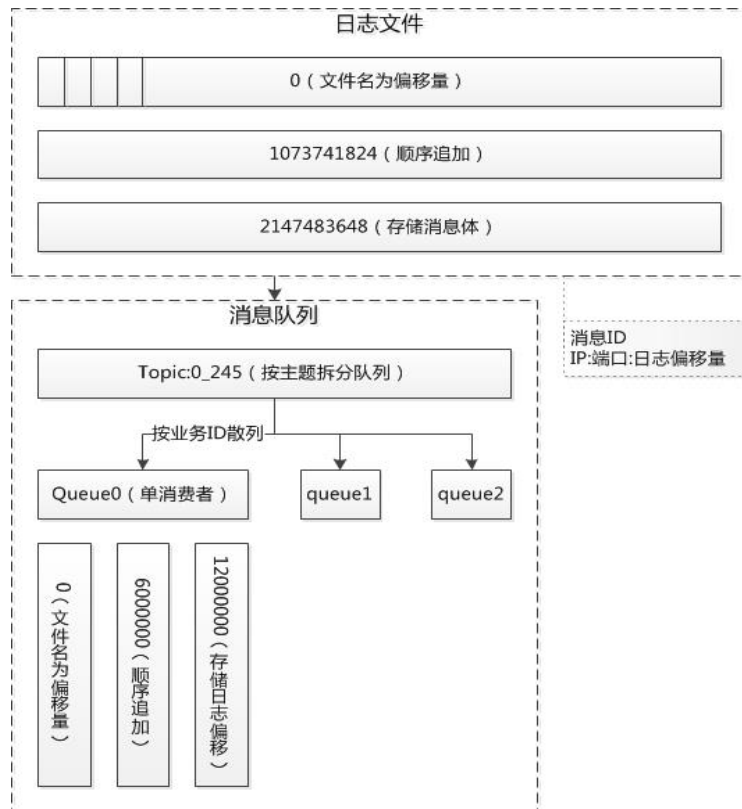 日志文件
0（文件名为偏移量）
1073741824（顺序追加）
2147483648（存储消息体）
消息队列
消息ID
IP:端口:日志偏移量
Topic:0_245（按主题拆分队列）
按业务ID散列
Queue0（单消费者）
queue1
queue2
0（文件名为偏移量）
6000000（顺序追加）
12000000（存储日志偏移）